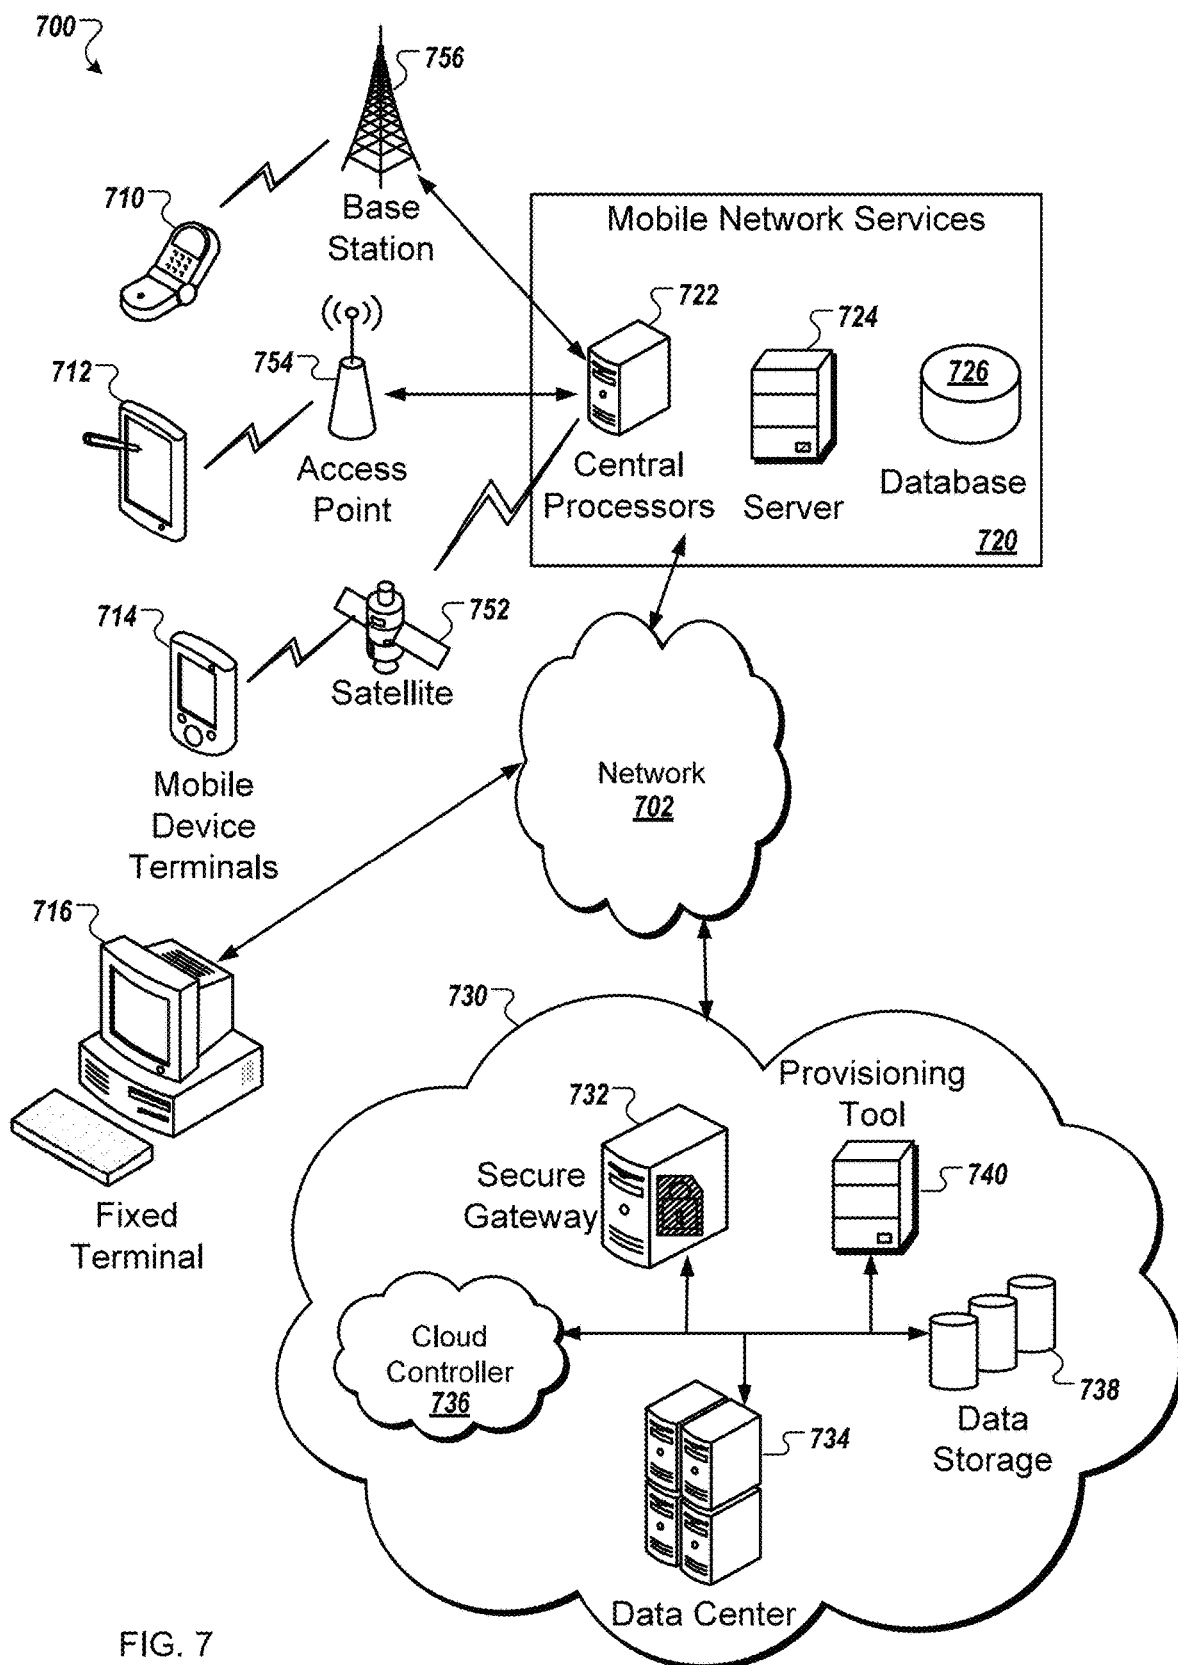 700
756
710
Base
Station
Mobile Network Services
722
724
726
712
754
Access
Point
Central
Processors
Server
Database
720
714
752
Satellite
Mobile
Device
Terminals
Network
702
716
730
Provisioning
Tool
732
740
Secure
Gateway
Fixed
Terminal
Cloud
Controller
736
738
Data
Storage
734
Data Center
FIG. 7